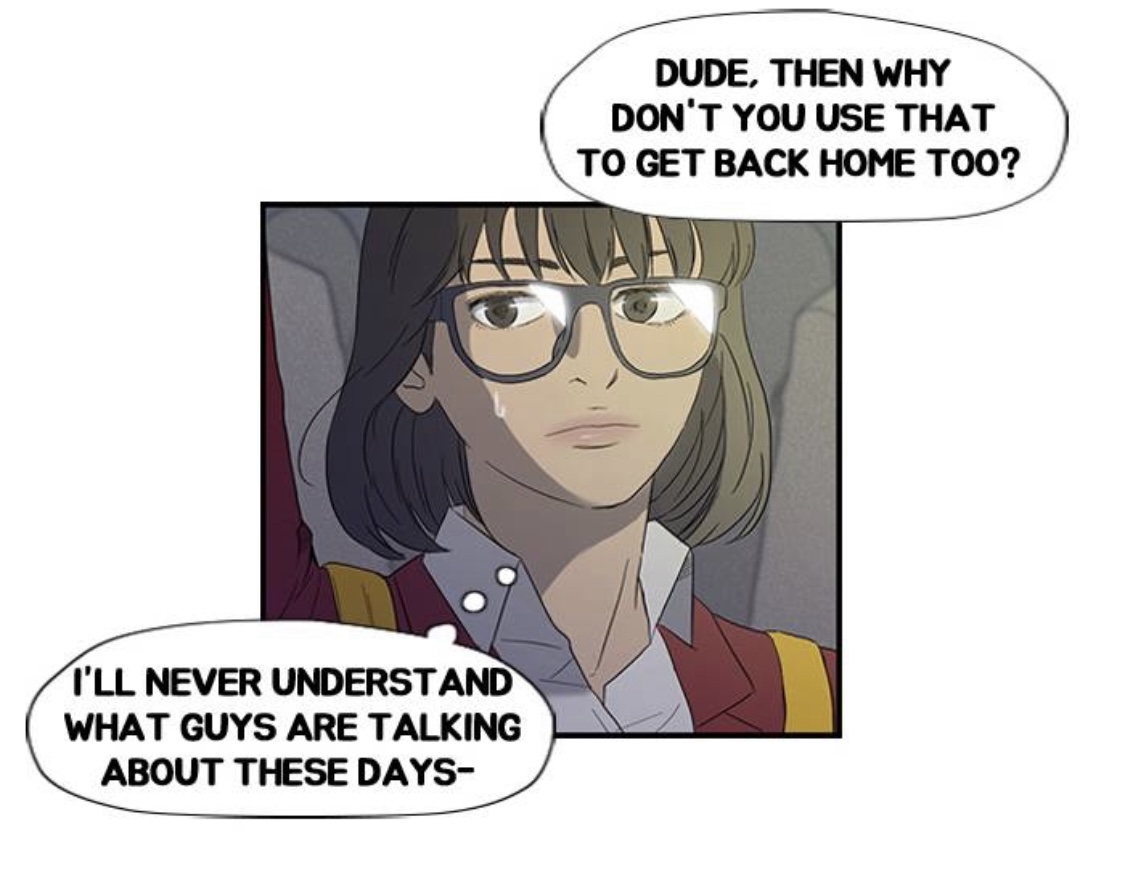 DUDE, THEN WHY
DON'T YOU USE THAT
TO GET BACK HOME TOO?
I'LL NEVER UNDERSTAND
WHAT GUYS ARE TALKING
ABOUT THESE DAYS-